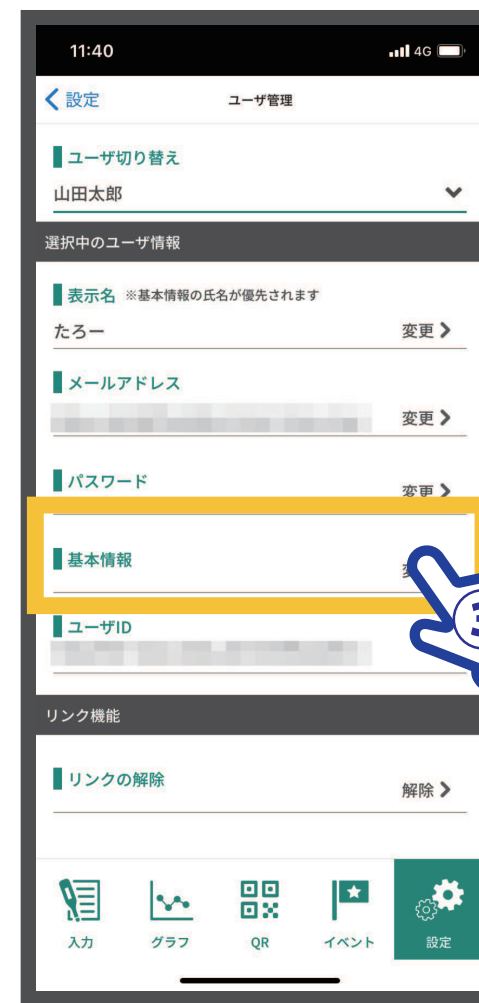 11:40 4G
設定 ユーザ管理
ユーザ切り替え
山田太郎
選択中のユーザ情報
表示名 ※基本情報の氏名が優先されます
たろー 変更
メールアドレス
変更
パスワード
変更
基本情報
ユーザID
リンク機能
リンクの解除
解除
入力 グラフ QR イベント 設定